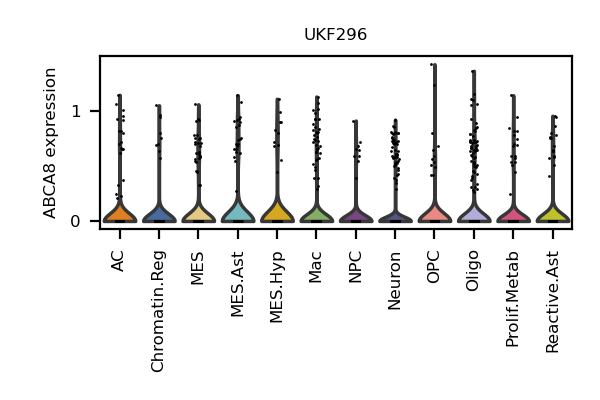 UKF296
ABCA8 expression
1
0
AC
Chromatin.Reg
MES
MES.Ast
MES.Hyp
Mac
NPC
Neuron
OPC
Oligo
Prolif.Metab
Reactive.Ast